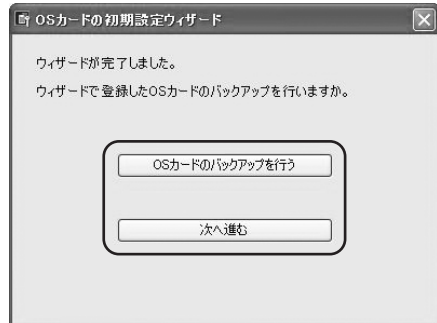 OSカードの初期設定ウィザード
ウィザードが完了しました。
ウィザードで登録したOSカードのバックアップを行いますか。
OSカードのバックアップを行う
次へ進む